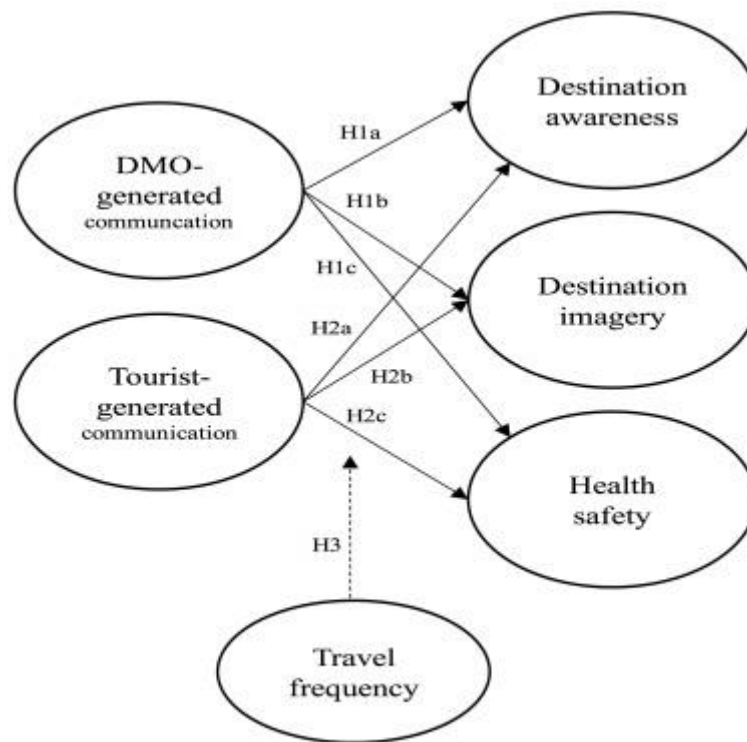 Destination
awareness
H1a
DMO-
generated
communcation
H1b
H1c
Destination
imagery
H2a
Tourist-
generated
communication
H2b
H2c
Health
safety
H3
Travel
frequency